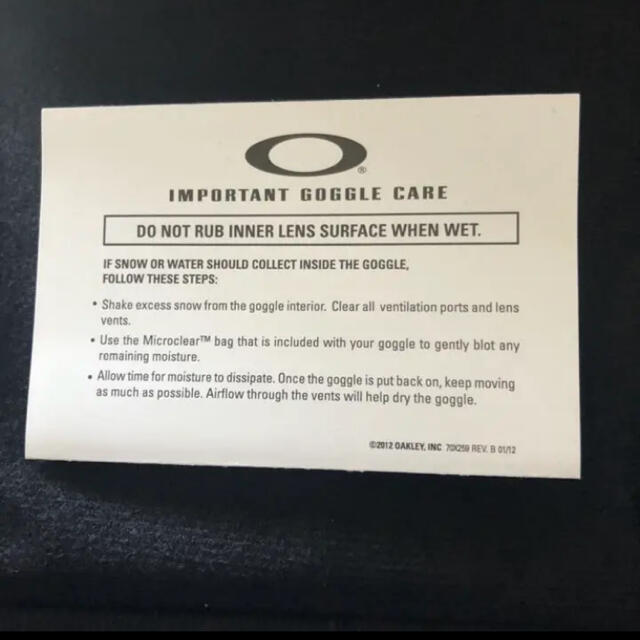 ®
IMPORTANT GOGGLE CARE
DO NOT RUB INNER LENS SURFACE WHEN WET.
IF SNOW OR WATER SHOULD COLLECT INSIDE THE GOGGLE,
FOLLOW THESE STEPS:
• Shake excess snow from the goggle interior. Clear all ventilation ports and lens
vents.
• Use the Microclear™ bag that is included with your goggle to gently blot any
remaining moisture.
• Allow time for moisture to dissipate. Once the goggle is put back on, keep moving
as much as possible. Airflow through the vents will help dry the goggle.
©2012 OAKLEY, INC 70X259 REV. B 01/12